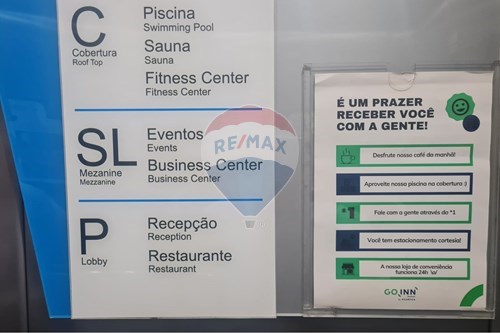 C
Cobertura
Roof Top
Piscina
Swimming Pool
Sauna
Sauna
Fitness Center
Fitness Center
SL
Mezanine
Mezzanine
Eventos
Events
Business Center
Business Center
P
Lobby
Recepção
Reception
Restaurante
Restaurant
RE/MAX
É UM PRAZER
RECEBER VOCÊ
COM A GENTE!
Desfrute nosso café da manhã!
Aproveite nossa piscina na cobertura :)
Fale com a gente através do *1
Você tem estacionamento cortesia!
A nossa loja de conveniência
funciona 24h \o/
GO INN